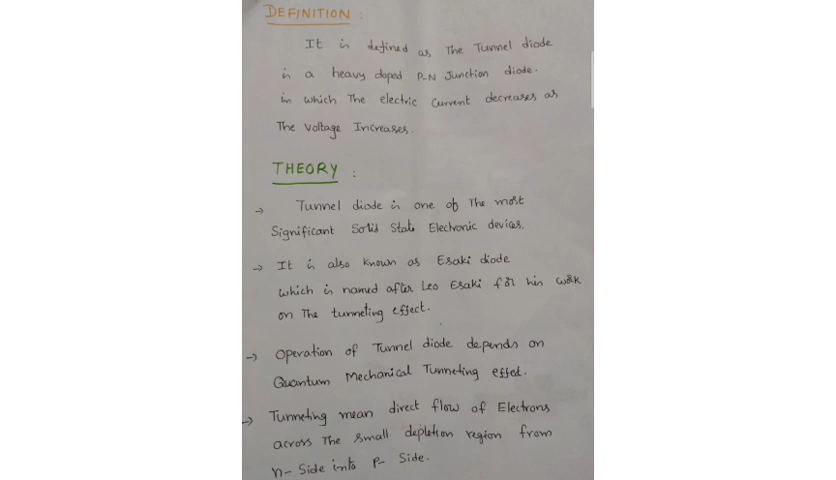 DEFINITION :
It is defined as The Tunnel diode
is a heavy doped P-N Junction diode.
in which The electric Current decreases as
The Voltage Increases.
THEORY :
→ Tunnel diode is one of The most
Significant Solid State Electronic devices.
→ It is also known as Esaki diode
which is named after Leo Esaki for his work
on The tunneling effect.
→ Operation of Tunnel diode depends on
Quantum Mechanical Tunneling effect.
→ Tunneling mean direct flow of Electrons
across The small depletion region from
n-Side into P-Side.